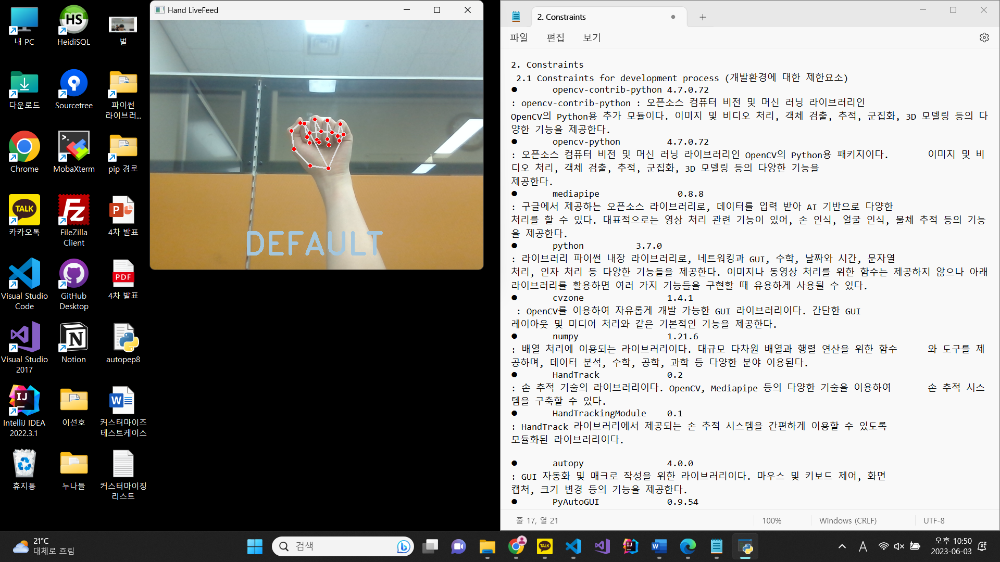 내 PC
HeidiSQL
벌
다운로드
Sourcetree
파이썬
라이브러...
Chrome
MobaXterm
pip 경로
TALK
카카오톡
FileZilla
Client
4차 발표
Visual Studio
Code
GitHub
Desktop
PDF
4차 발표
Visual Studio
2017
Notion
autopep8
IntelliJ IDEA
2022.3.1
이선호
커스터마이즈
테스트케이스
휴지통
누나들
커스터마이징
리스트
Hand LiveFeed
DEFAULT
2. Constraints
파일 편집 보기
2. Constraints
2.1 Constraints for development process (개발환경에 대한 제한요소)
● opencv-contrib-python 4.7.0.72
: opencv-contrib-python : 오픈소스 컴퓨터 비전 및 머신 러닝 라이브러리인
OpenCV의 Python용 추가 모듈이다. 이미지 및 비디오 처리, 객체 검출, 추적, 군집화, 3D 모델링 등의 다
양한 기능을 제공한다.
● opencv-python 4.7.0.72
: 오픈소스 컴퓨터 비전 및 머신 러닝 라이브러리인 OpenCV의 Python용 패키지이다. 이미지 및 비
디오 처리, 객체 검출, 추적, 군집화, 3D 모델링 등의 다양한 기능을
제공한다.
● mediapipe 0.8.8
: 구글에서 제공하는 오픈소스 라이브러리로, 데이터를 입력 받아 AI 기반으로 다양한
처리를 할 수 있다. 대표적으로는 영상 처리 관련 기능이 있어, 손 인식, 얼굴 인식, 물체 추적 등의 기능
을 제공한다.
● python 3.7.0
: 라이브러리 파이썬 내장 라이브러리로, 네트워킹과 GUI, 수학, 날짜와 시간, 문자열
처리, 인자 처리 등 다양한 기능들을 제공한다. 이미지나 동영상 처리를 위한 함수는 제공하지 않으나 아래
라이브러리를 활용하면 여러 가지 기능들을 구현할 때 유용하게 사용될 수 있다.
● cvzone 1.4.1
: OpenCV를 이용하여 자유롭게 개발 가능한 GUI 라이브러리이다. 간단한 GUI
레이아웃 및 미디어 처리와 같은 기본적인 기능을 제공한다.
● numpy 1.21.6
: 배열 처리에 이용되는 라이브러리이다. 대규모 다차원 배열과 행렬 연산을 위한 함수 와 도구를 제
공하며, 데이터 분석, 수학, 공학, 과학 등 다양한 분야 이용된다.
● HandTrack 0.2
: 손 추적 기술의 라이브러리이다. OpenCV, Mediapipe 등의 다양한 기술을 이용하여 손 추적 시스
템을 구축할 수 있다.
● HandTrackingModule 0.1
: HandTrack 라이브러리에서 제공되는 손 추적 시스템을 간편하게 이용할 수 있도록
모듈화된 라이브러리이다.
● autopy 4.0.0
: GUI 자동화 및 매크로 작성을 위한 라이브러리이다. 마우스 및 키보드 제어, 화면
캡처, 크기 변경 등의 기능을 제공한다.
● PyAutoGUI 0.9.54
줄 17, 열 21 100% Windows (CRLF) UTF-8
21°C
대체로 흐림
검색
TALK
A
오후 10:50
2023-06-03